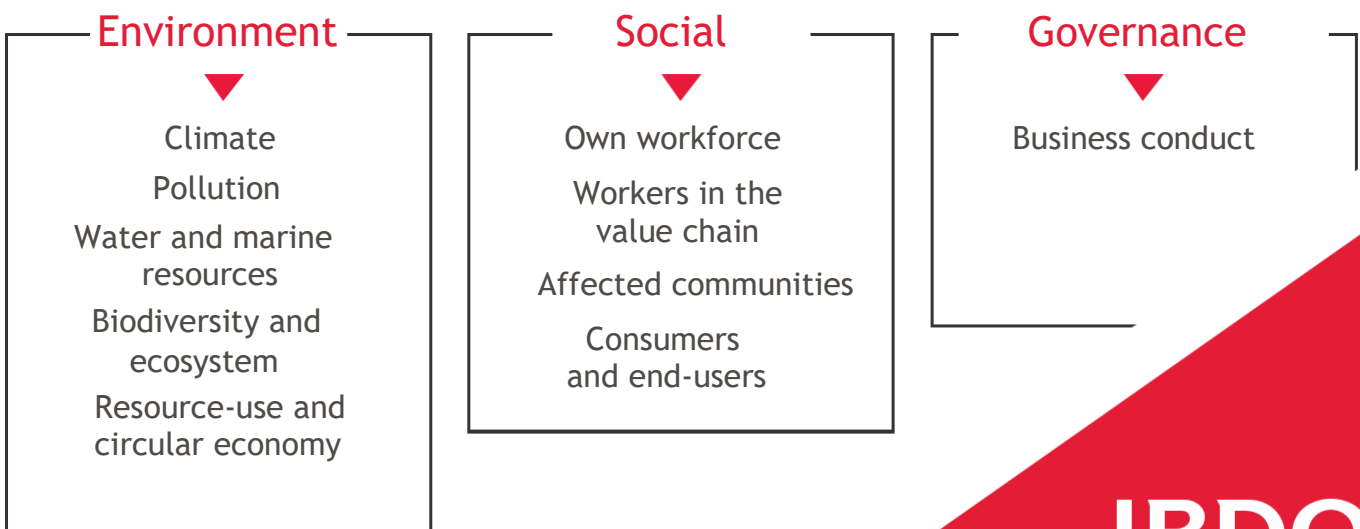 Environment
Climate
Pollution
Water and marine
resources
Biodiversity and
ecosystem
Resource-use and
circular economy
Social
Own workforce
Workers in the
value chain
Affected communities
Consumers
and end-users
Governance
Business conduct